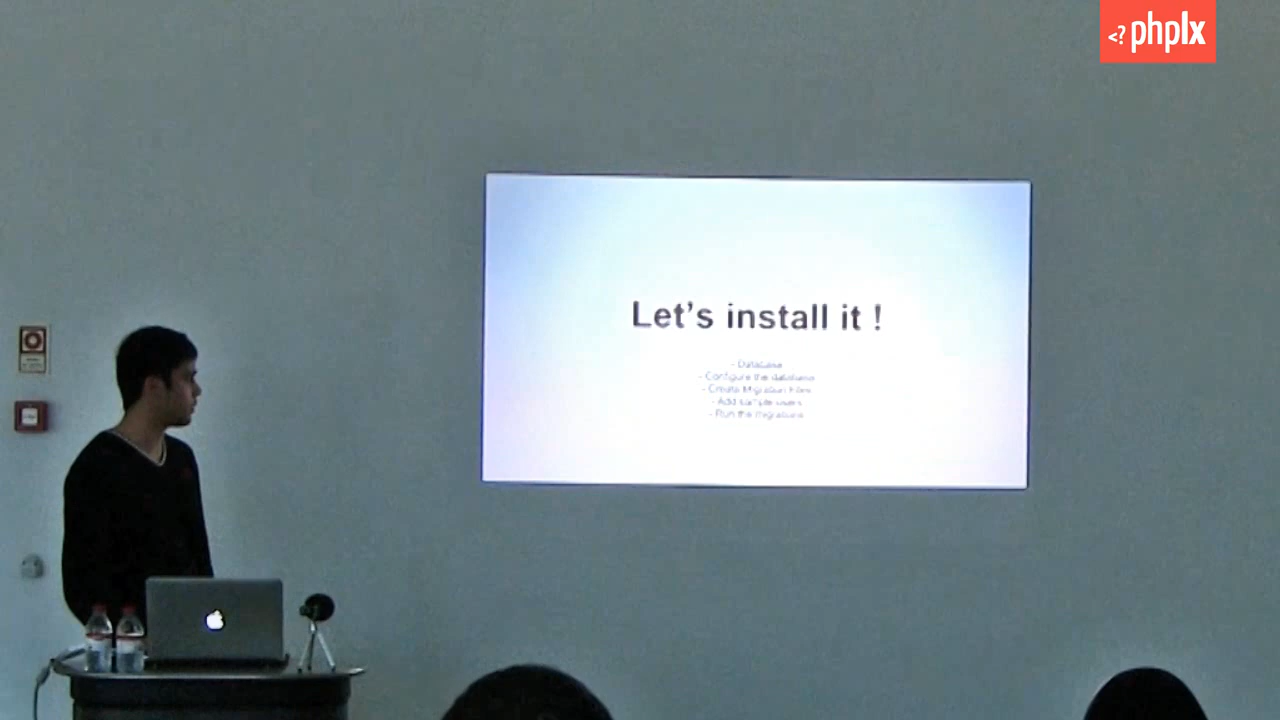 <? phplx
Let's install it !
- Database
- Configure the database
- Create Migration Files
- Add sample users
- Run the migrations